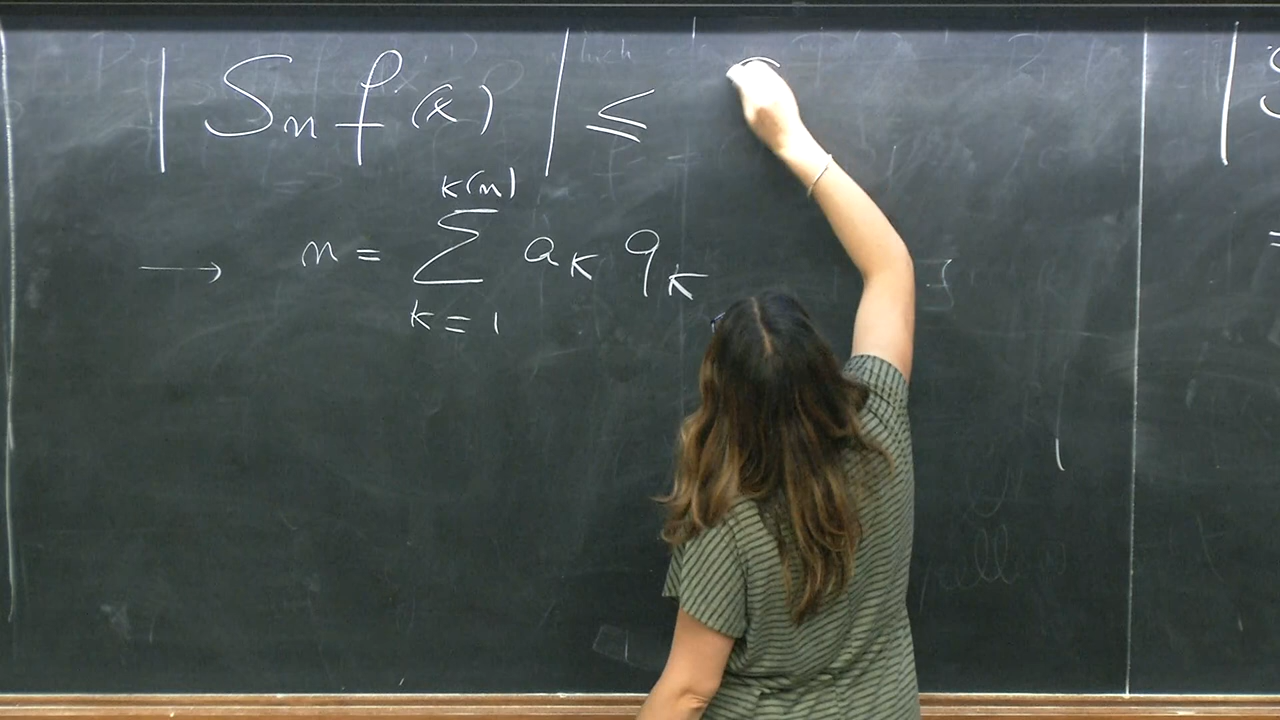 |Snf(x)| ≤
K(n)
→ n = ∑ aK qK
K=1